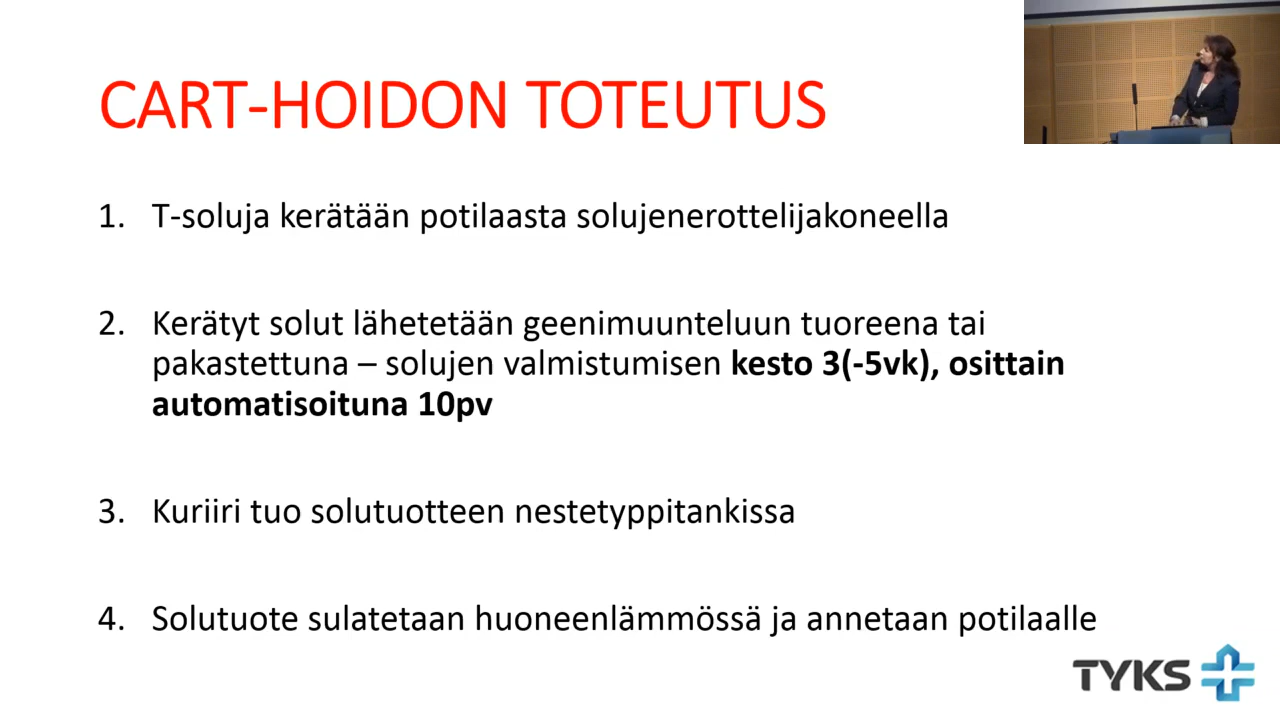 CART-HOIDON TOTEUTUS
1. T-soluja kerätään potilaasta solujenerottelijakoneella
2. Kerätyt solut lähetetään geenimuunteluun tuoreena tai
pakastettuna – solujen valmistumisen kesto 3(-5vk), osittain
automatisoituna 10pv
3. Kuriiri tuo solutuotteen nestetyppitankissa
4. Solutuote sulatetaan huoneenlämmössä ja annetaan potilaalle
TYKS